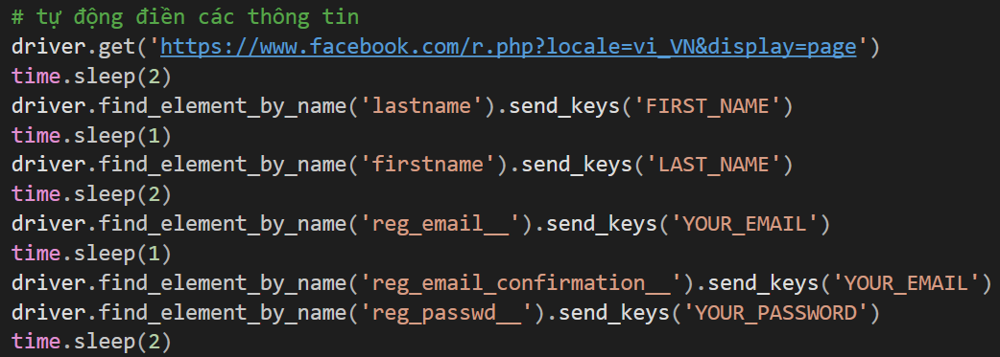 # tự động điền các thông tin
driver.get('https://www.facebook.com/r.php?locale=vi_VN&display=page')
time.sleep(2)
driver.find_element_by_name('lastname').send_keys('FIRST_NAME')
time.sleep(1)
driver.find_element_by_name('firstname').send_keys('LAST_NAME')
time.sleep(2)
driver.find_element_by_name('reg_email__').send_keys('YOUR_EMAIL')
time.sleep(1)
driver.find_element_by_name('reg_email_confirmation__').send_keys('YOUR_EMAIL')
driver.find_element_by_name('reg_passwd__').send_keys('YOUR_PASSWORD')
time.sleep(2)